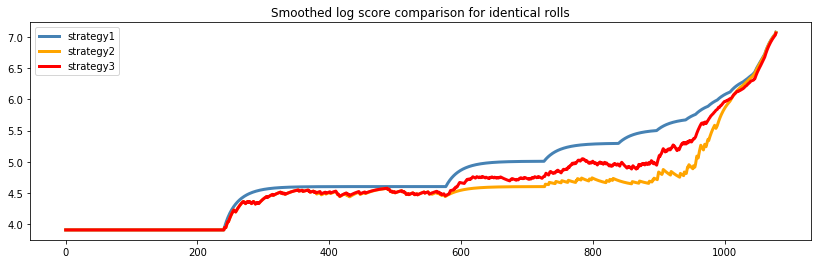 Smoothed log score comparison for identical rolls
strategy1
strategy2
strategy3
7.0
6.5
6.0
5.5
5.0
4.5
4.0
0 200 400 600 800 1000